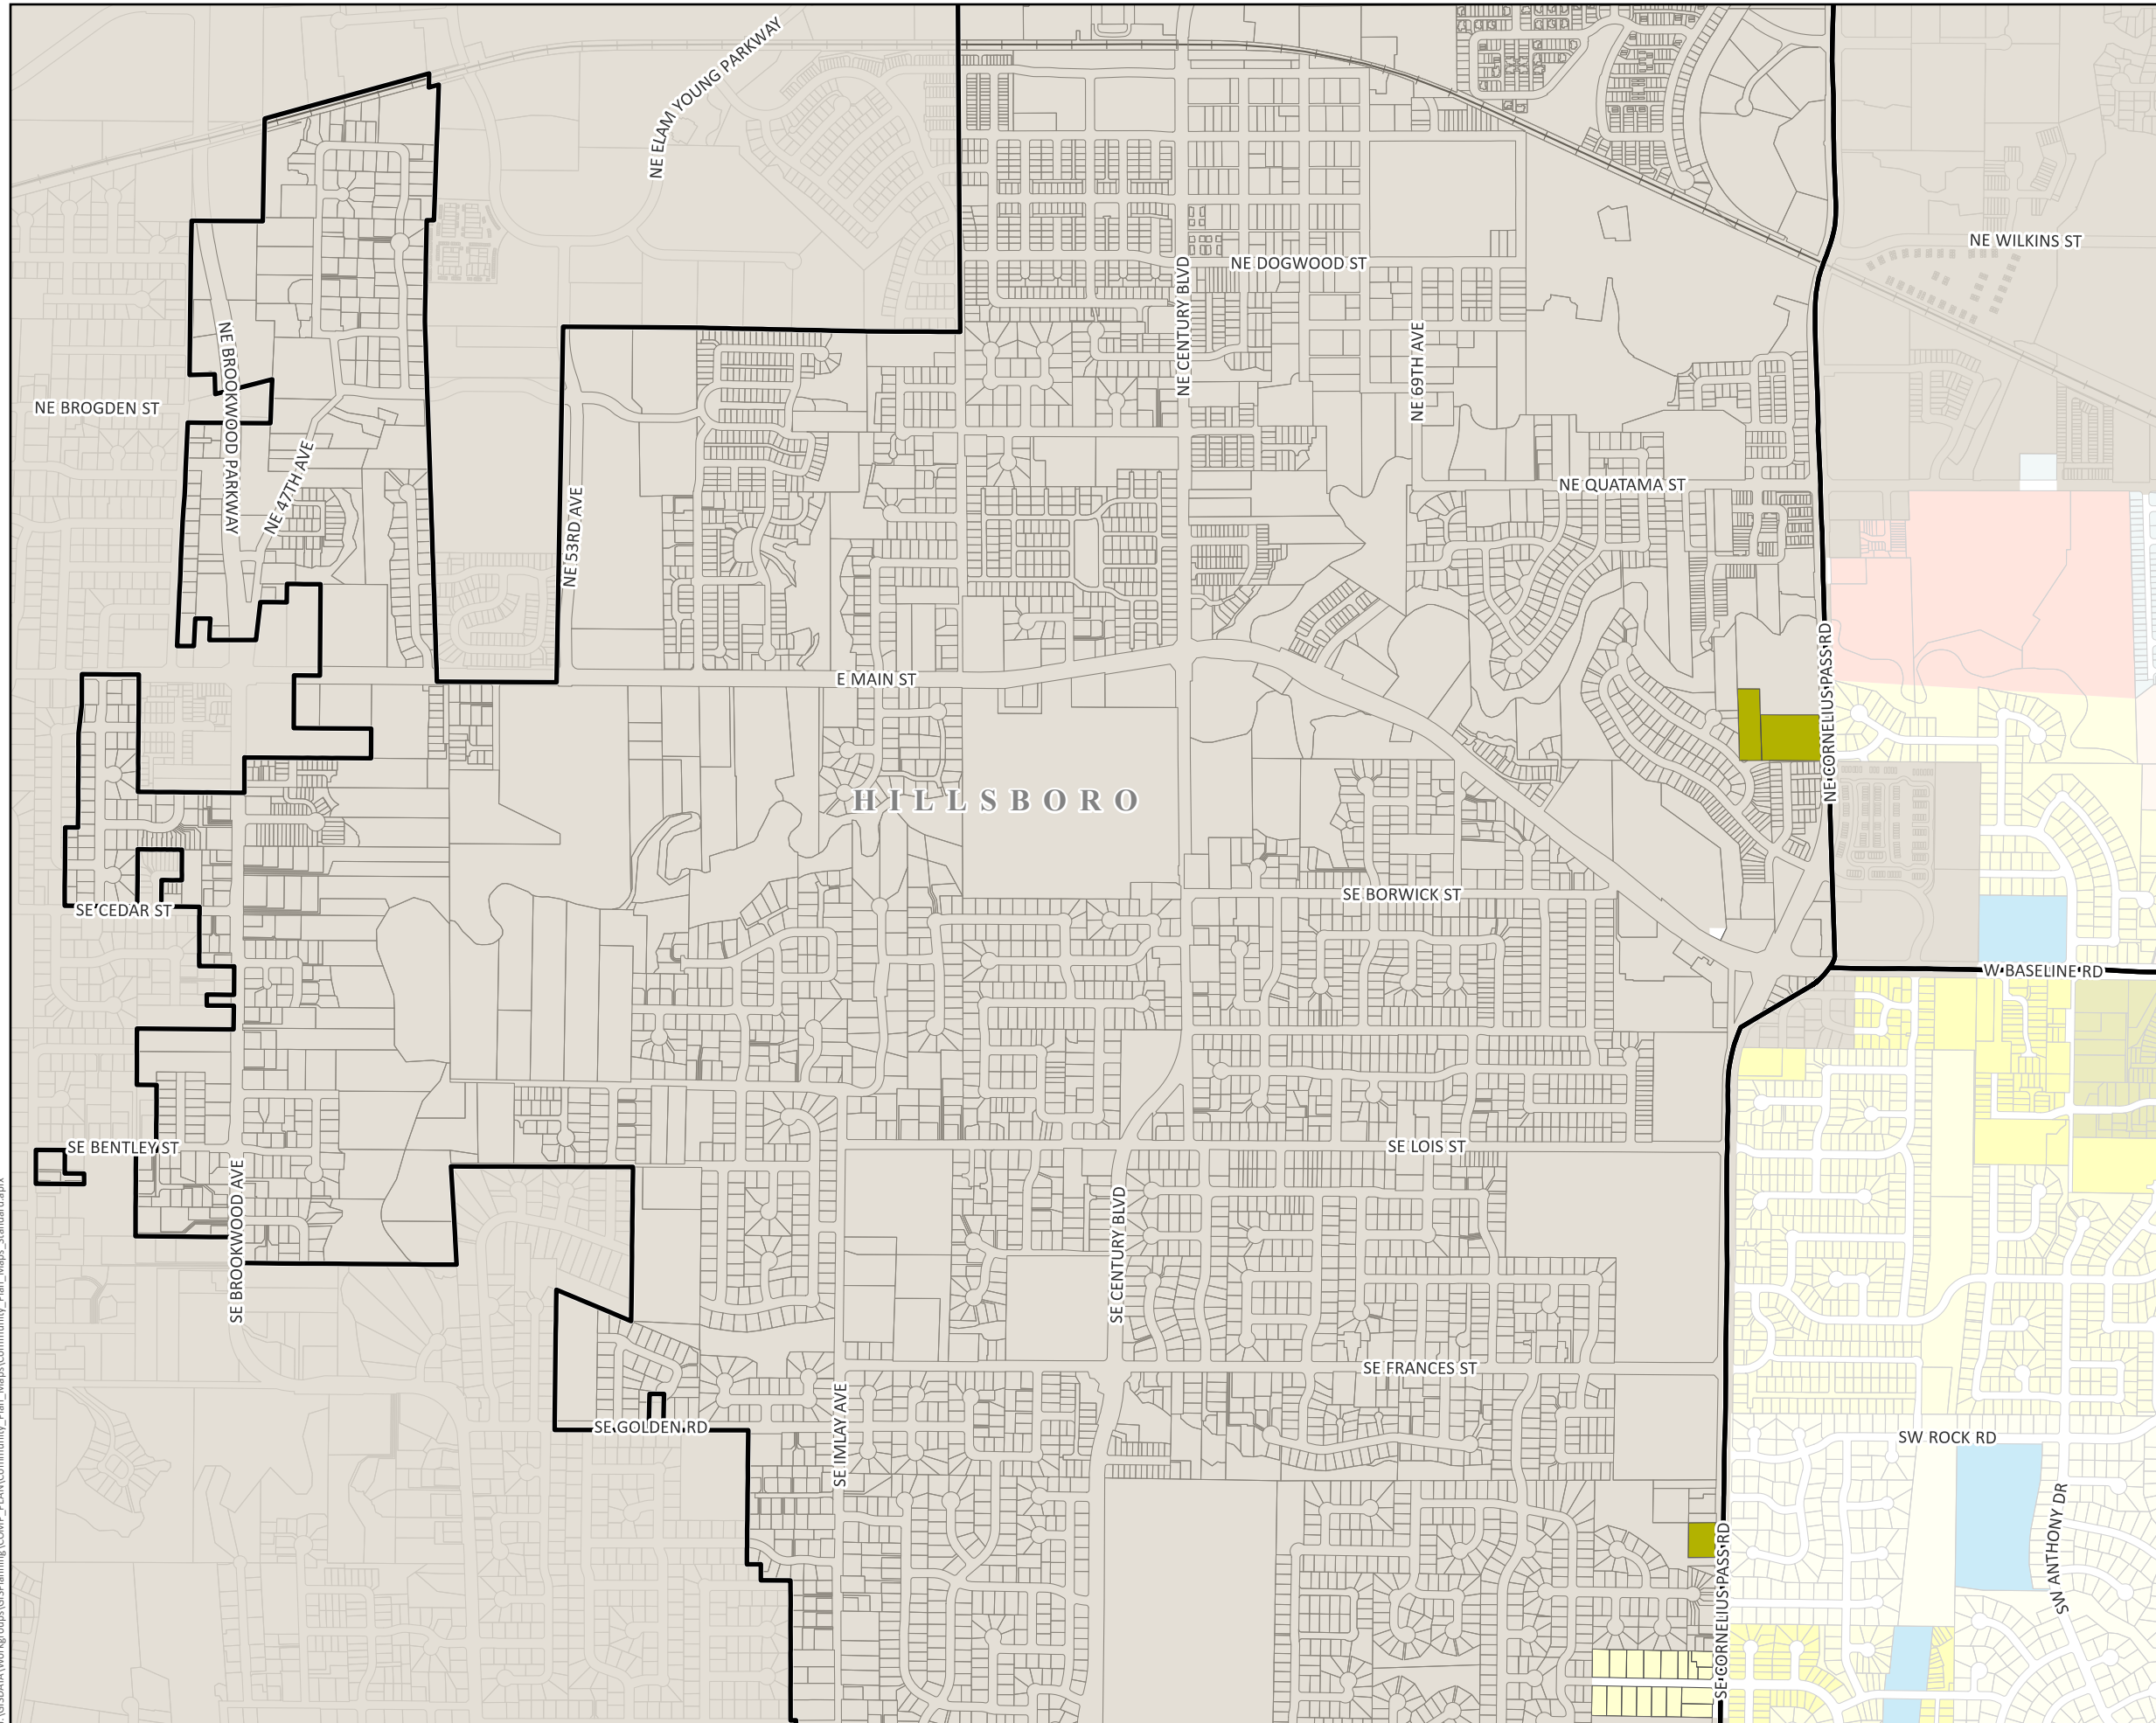 NE ELAM YOUNG PARKWAY
NE WILKINS ST
NE DOGWOOD ST
NE CENTURY BLVD
NE BROOKWOOD PARKWAY
NE 69TH AVE
NE BROGDEN ST
NE 47TH AVE
NE 53RD AVE
NE QUATAMA ST
E MAIN ST
NE CORNELIUS PASS RD
HILLSBORO
SE BORWICK ST
SE CEDAR ST
W BASELINE RD
SE BENTLEY ST
SE LOIS ST
SE BROOKWOOD AVE
SE CENTURY BLVD
SE FRANCES ST
SE IMLAY AVE
SE GOLDEN RD
SW ROCK RD
SW ANTHONY DR
SE CORNELIUS PASS RD